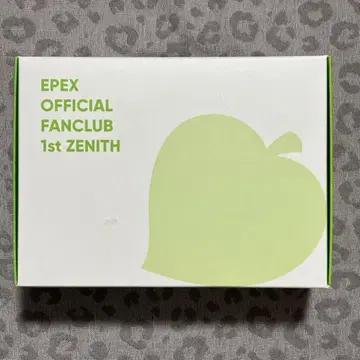 EPEX
OFFICIAL
FANCLUB
1st ZENITH